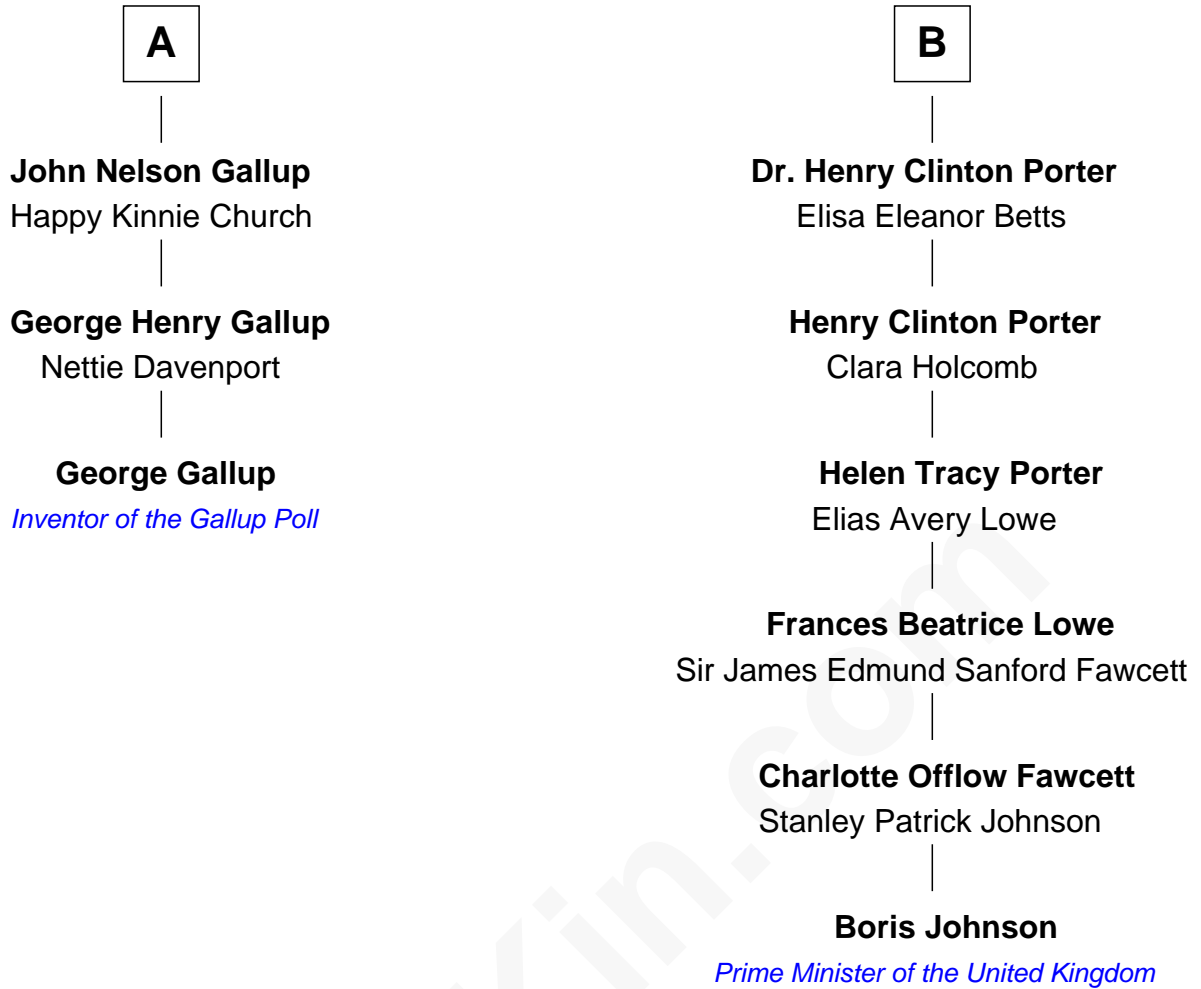 A
John Nelson Gallup
Happy Kinnie Church
George Henry Gallup
Nettie Davenport
George Gallup
Inventor of the Gallup Poll
B
Dr. Henry Clinton Porter
Elisa Eleanor Betts
Henry Clinton Porter
Clara Holcomb
Helen Tracy Porter
Elias Avery Lowe
Frances Beatrice Lowe
Sir James Edmund Sanford Fawcett
Charlotte Offlow Fawcett
Stanley Patrick Johnson
Boris Johnson
Prime Minister of the United Kingdom
Kin.com